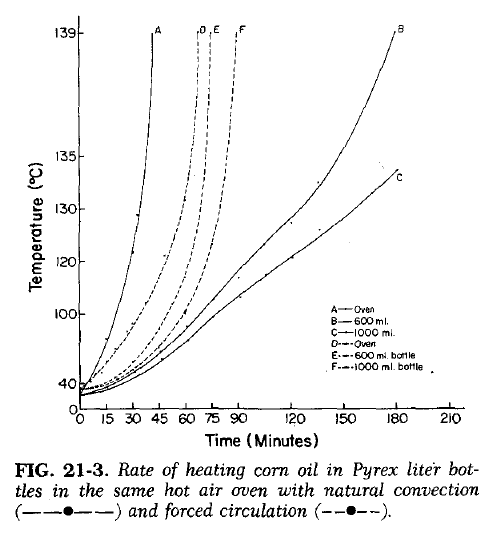 139
135
130
120
100
40
0
Temperature (°C)
A
D
E
F
B
C
A—Oven
B—600 ml.
C—1000 ml.
D---Oven
E---600 ml. bottle
F---1000 ml. bottle
0 15 30 45 60 75 90 120 150 180 210
Time (Minutes)
FIG. 21-3. Rate of heating corn oil in Pyrex liter bot-
tles in the same hot air oven with natural convection
(——●——) and forced circulation (--●--).